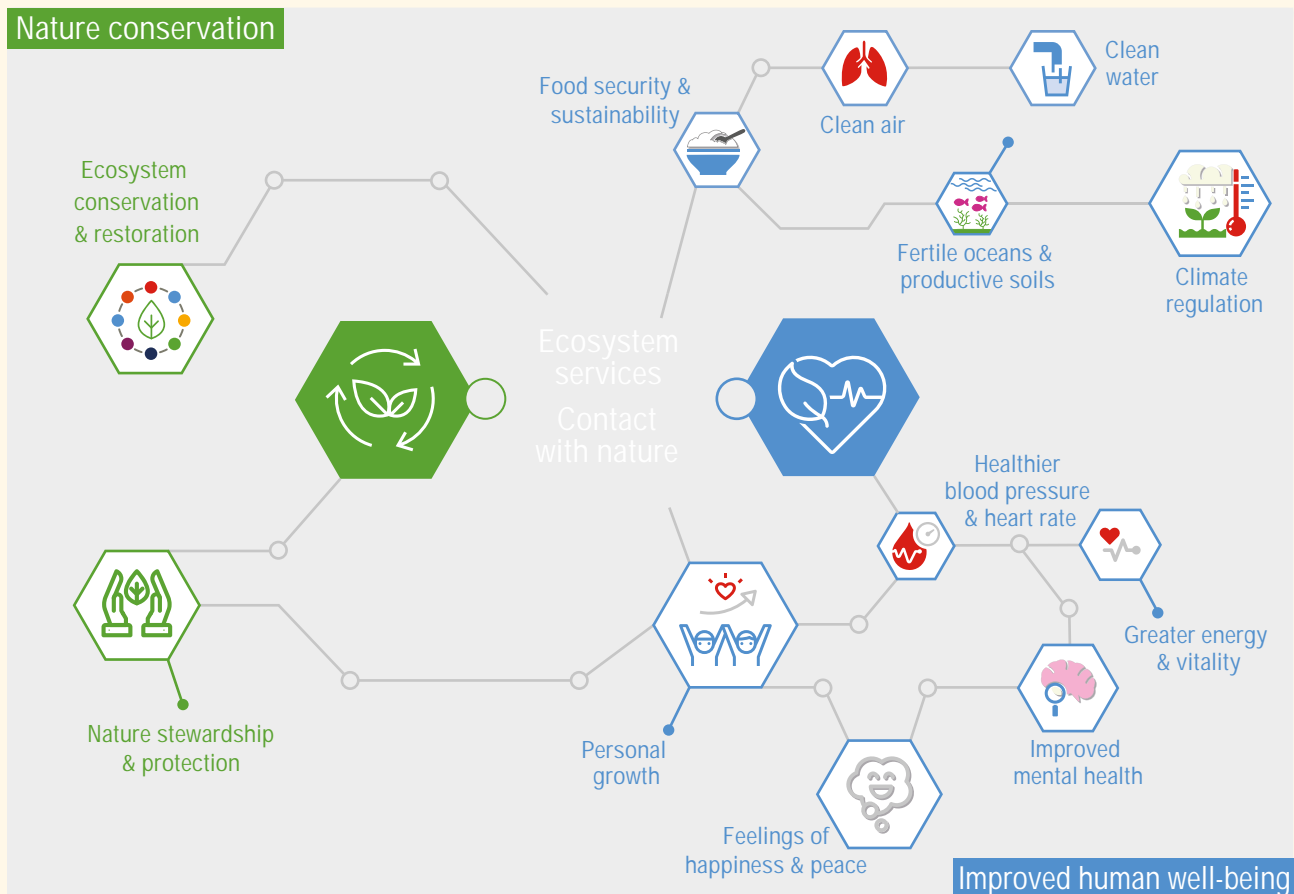 Nature conservation
Food security &
sustainability
Clean air
Clean
water
Ecosystem
conservation
& restoration
Fertile oceans &
productive soils
Climate
regulation
Ecosystem
services
Contact
with nature
Healthier
blood pressure
& heart rate
Greater energy
& vitality
Nature stewardship
& protection
Personal
growth
Improved
mental health
Feelings of
happiness & peace
Improved human well-being